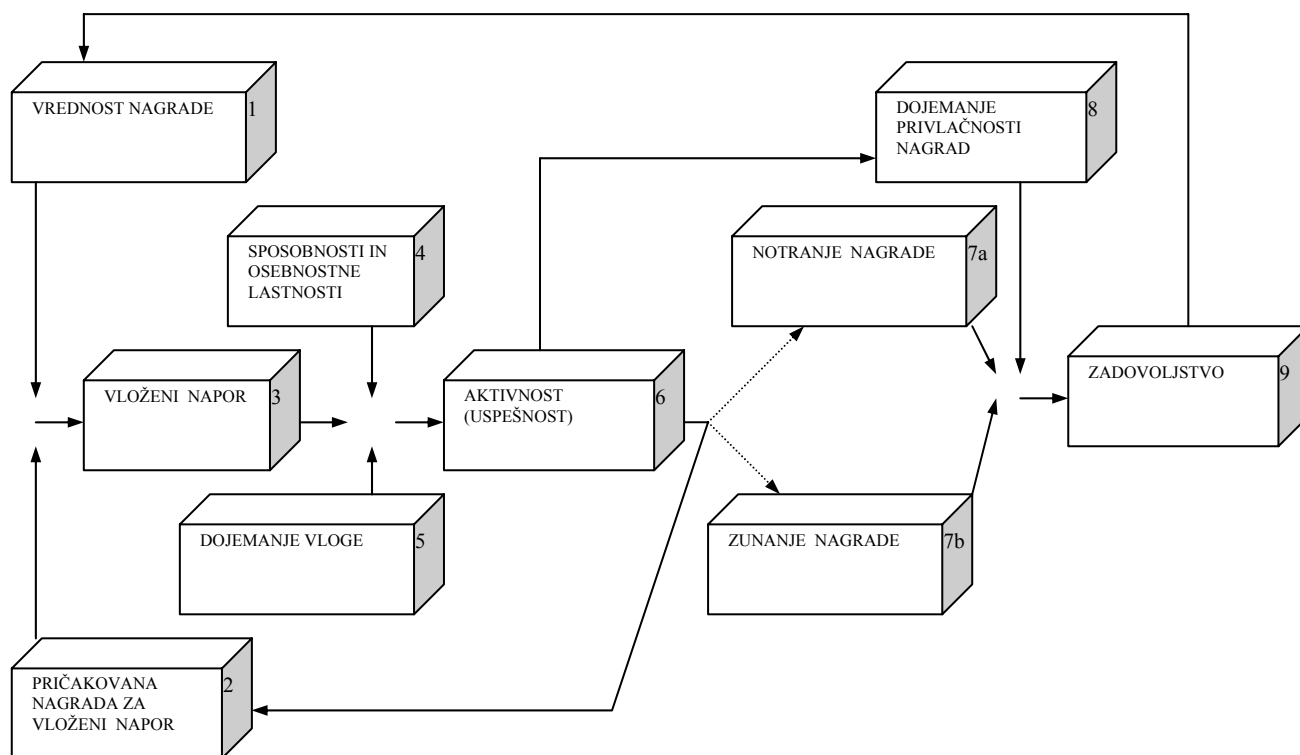 VREDNOST NAGRADE
1
DOJEMANJE
PRIVLAČNOSTI
NAGRAD
8
SPOSOBNOSTI IN
OSEBNOSTNE
LASTNOSTI
4
NOTRANJE NAGRADE
7a
VLOŽENI NAPOR
3
AKTIVNOST
(USPEŠNOST)
6
ZADOVOLJSTVO
9
DOJEMANJE VLOGE
5
ZUNANJE NAGRADE
7b
PRIČAKOVANA
NAGRADA ZA
VLOŽENI NAPOR
2